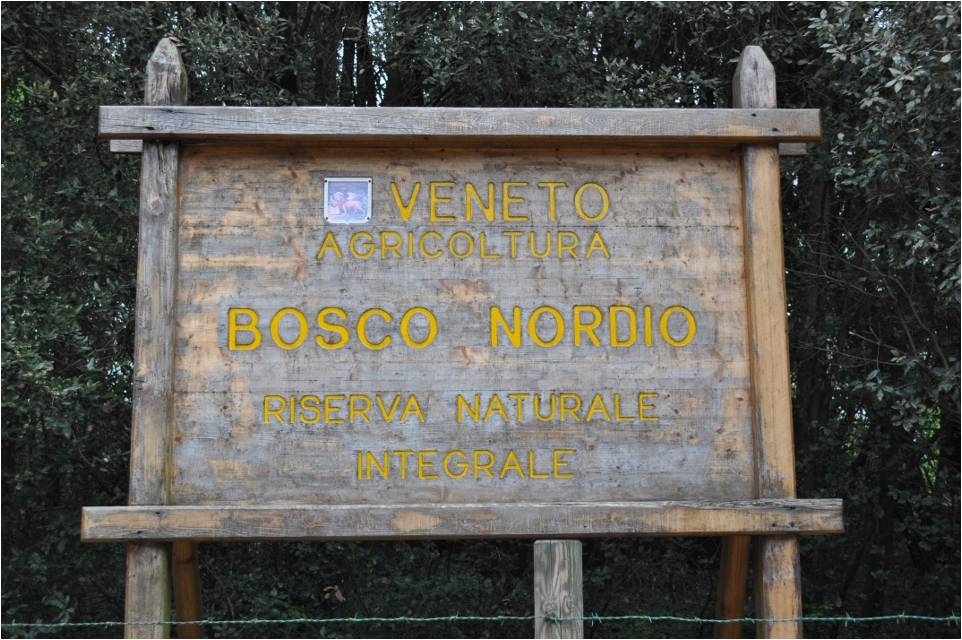 VENETO
AGRICOLTURA
BOSCO NORDIO
RISERVA NATURALE
INTEGRALE